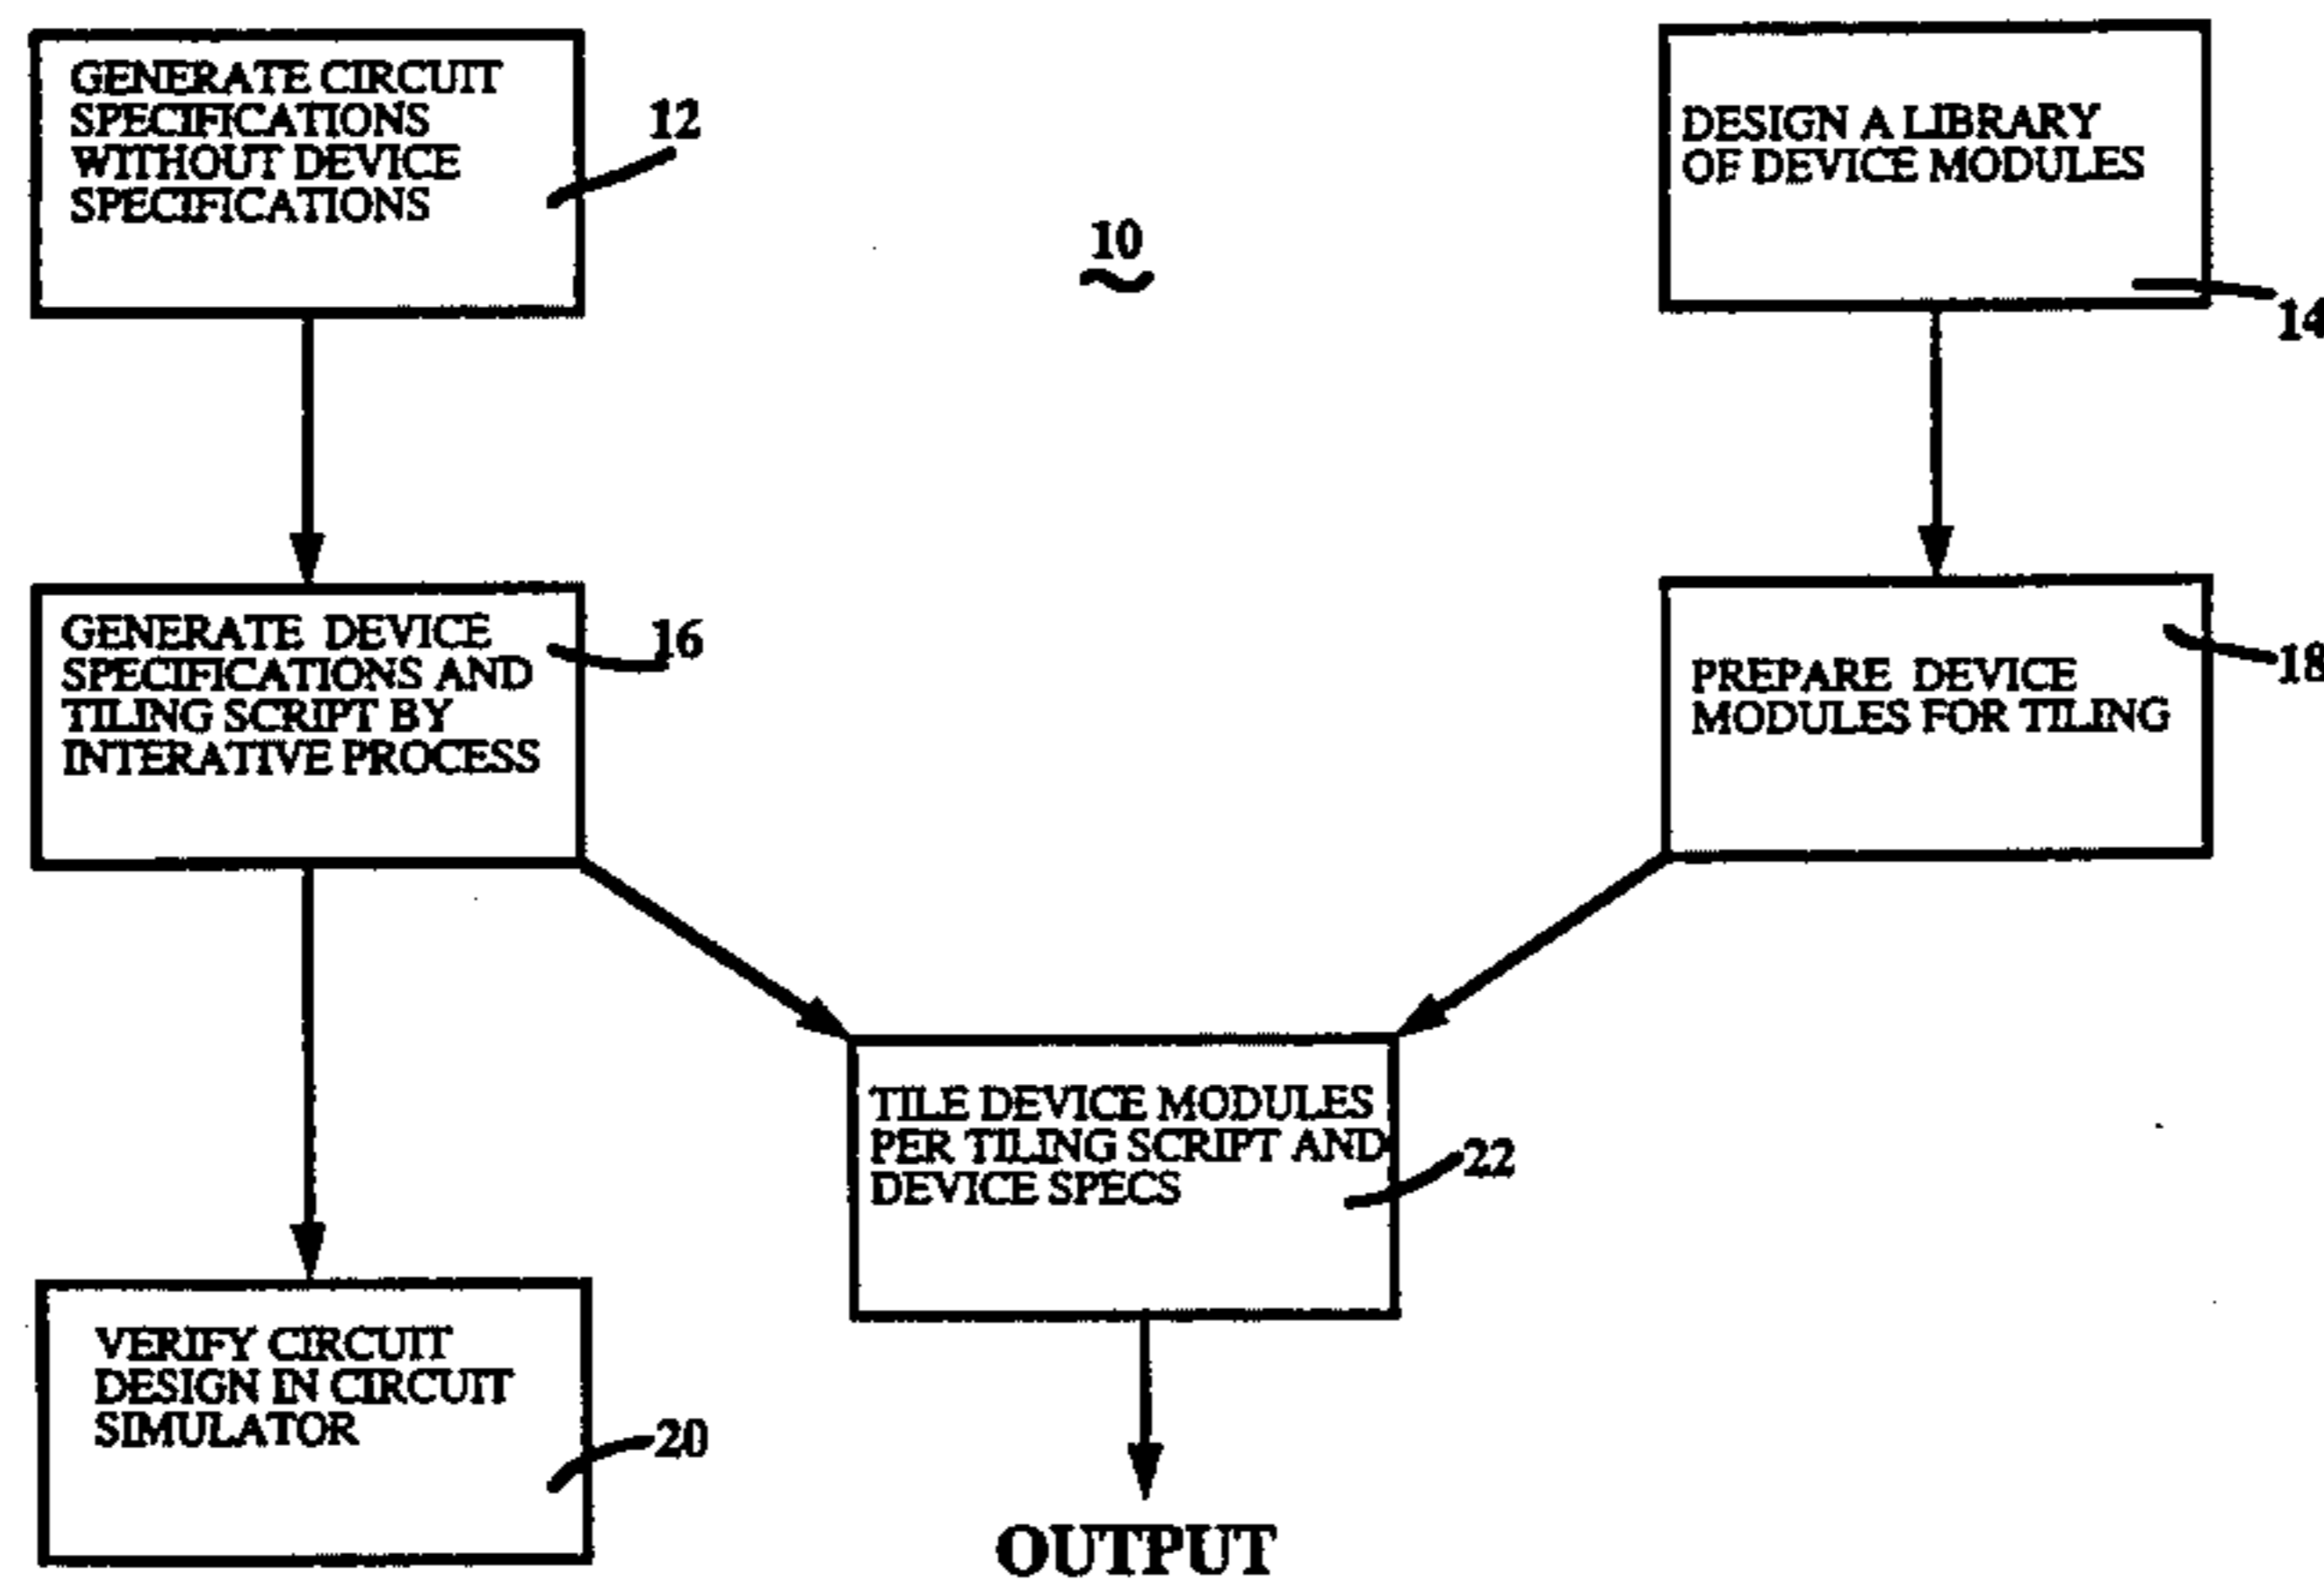 GENERATE CIRCUIT
SPECIFICATIONS
WITHOUT DEVICE
SPECIFICATIONS
12
10
DESIGN A LIBRARY
OF DEVICE MODULES
14
GENERATE DEVICE
SPECIFICATIONS AND
TILING SCRIPT BY
INTERATIVE PROCESS
16
PREPARE DEVICE
MODULES FOR TILING
18
TILE DEVICE MODULES
PER TILING SCRIPT AND
DEVICE SPECS
22
VERIFY CIRCUIT
DESIGN IN CIRCUIT
SIMULATOR
20
OUTPUT